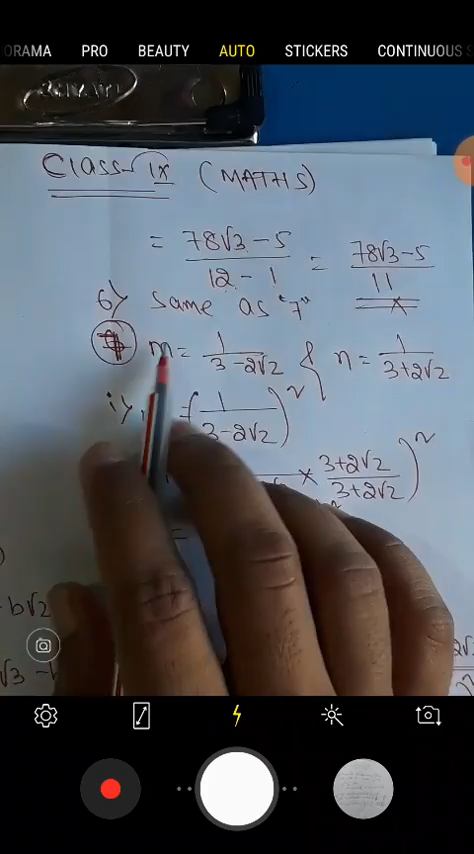 ORAMA PRO BEAUTY AUTO STICKERS CONTINUOUS S
Class-IX (MATHS)
= (78√3-5)/(12-1) = (78√3-5)/11
6) Same as "7"
m = 1/(3-2√2) & n = 1/(3+2√2)
i) = (1/(3-2√2))²
× (3+2√2)/(3+2√2))²
=
-b√2
√3 -